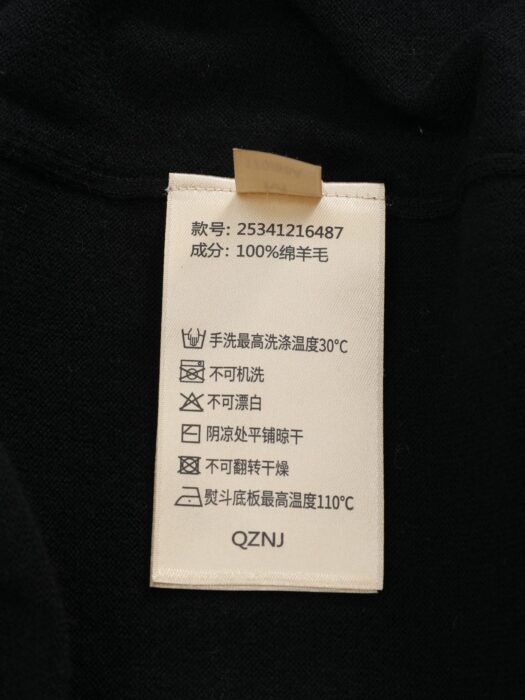 款号: 25341216487
成分: 100%绵羊毛
手洗最高洗涤温度30°C
不可机洗
不可漂白
阴凉处平铺晾干
不可翻转干燥
熨斗底板最高温度110°C
QZNJ